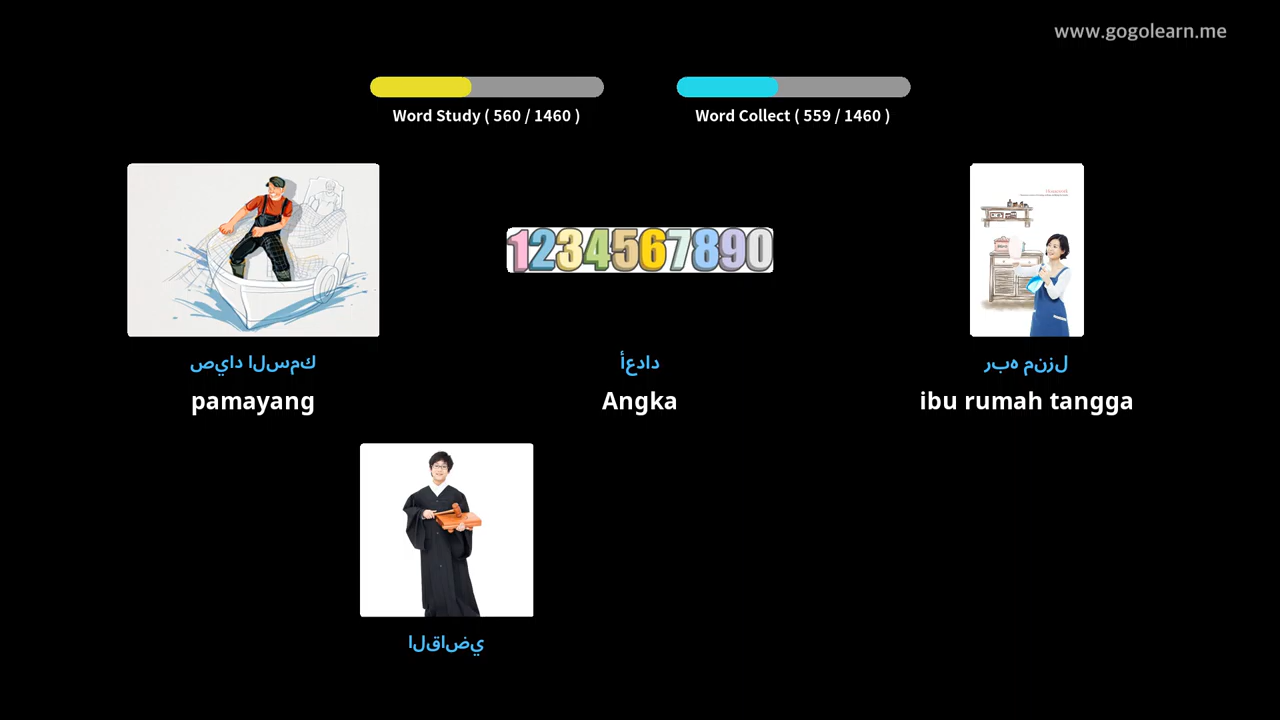 www.gogolearn.me
Word Study ( 560 / 1460 )
Word Collect ( 559 / 1460 )
1234567890
صياد السمك
أعداد
ربه منزل
pamayang
Angka
ibu rumah tangga
القاضي